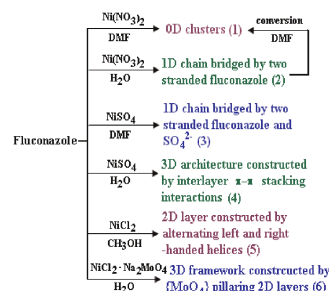 Ni(NO3)2
DMF
0D clusters (1)
conversion
DMF
Ni(NO3)2
H2O
1D chain bridged by two
stranded fluconazole (2)
NiSO4
DMF
1D chain bridged by two
stranded fluconazole and
SO4 2- (3)
Fluconazole
NiSO4
H2O
3D architecture constructed
by interlayer π-π stacking
interactions (4)
NiCl2
CH3OH
2D layer constructed by
alternating left and right
-handed helices (5)
NiCl2 - Na2MoO4
H2O
3D framework constructed by
{MoO4} pillaring 2D layers (6)